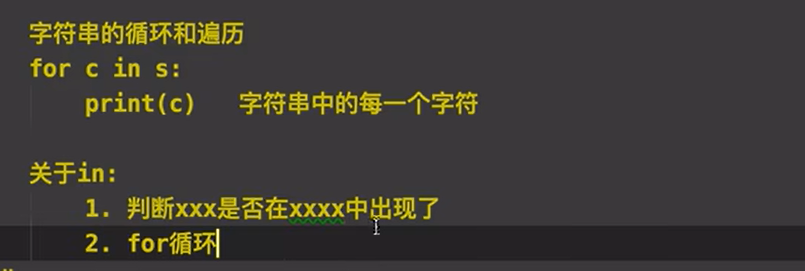 字符串的循环和遍历
for c in s:
print(c) 字符串中的每一个字符
关于in:
1. 判断xxx是否在xxxx中出现了
2. for循环